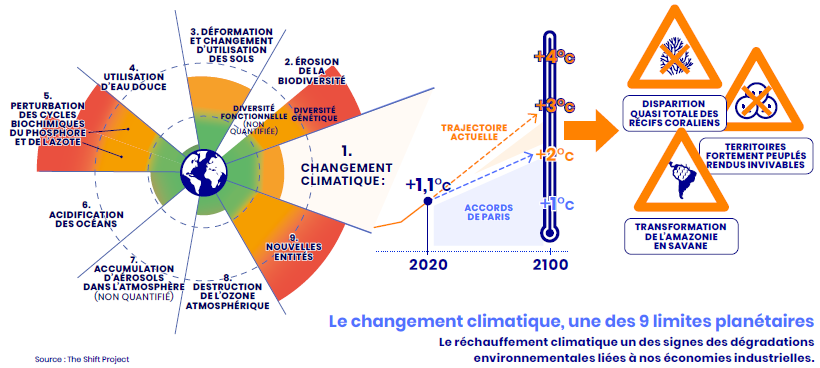 3. DÉFORMATION
ET CHANGEMENT
D'UTILISATION
DES SOLS
2. ÉROSION
DE LA
BIODIVERSITÉ
4.
UTILISATION
D'EAU DOUCE
5.
PERTURBATION
DES CYCLES
BIOCHIMIQUES
DU PHOSPHORE
ET DE L'AZOTE
DIVERSITÉ
FONCTIONNELLE
(NON
QUANTIFIÉE)
DIVERSITÉ
GÉNÉTIQUE
1.
CHANGEMENT
CLIMATIQUE :
6.
ACIDIFICATION
DES OCÉANS
7.
ACCUMULATION
D'AÉROSOLS
DANS L'ATMOSPHÈRE
(NON QUANTIFIÉ)
8.
DESTRUCTION
DE L'OZONE
ATMOSPHÉRIQUE
9.
NOUVELLES
ENTITÉS
+1,1°C
TRAJECTOIRE
ACTUELLE
ACCORDS
DE PARIS
2020
2100
+4°C
+3°C
+2°C
+1°C
DISPARITION
QUASI TOTALE DES
RÉCIFS CORALIENS
TERRITOIRES
FORTEMENT PEUPLÉS
RENDUS INVIVABLES
TRANSFORMATION
DE L'AMAZONIE
EN SAVANE
Le changement climatique, une des 9 limites planétaires
Le réchauffement climatique un des signes des dégradations
environnementales liées à nos économies industrielles.
Source : The Shift Project